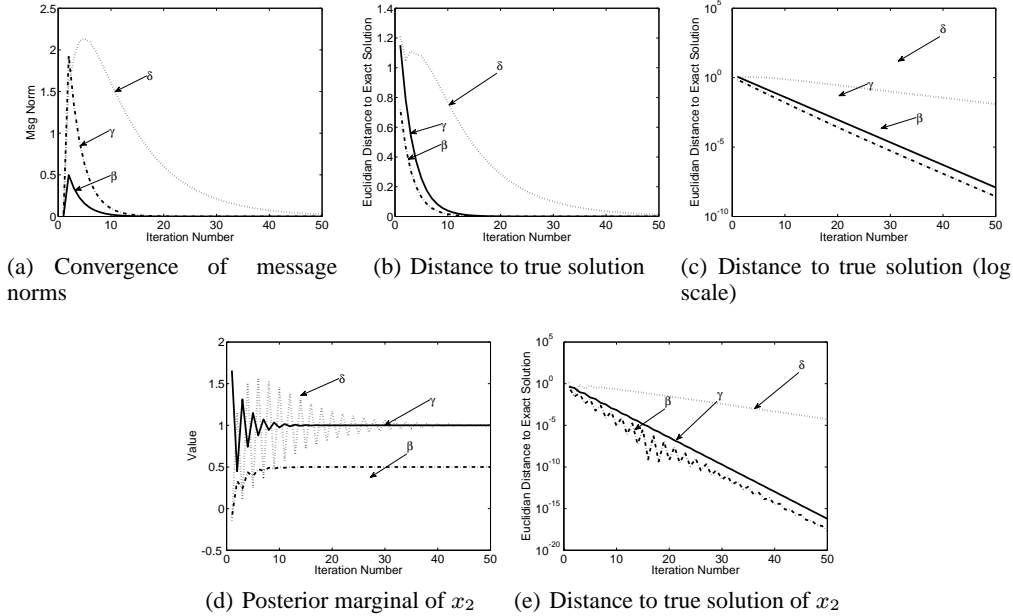 2.5
2
1.5
1
0.5
0
0 10 20 30 40 50
Msg Norm
Iteration Number
δ
γ
β
(a) Convergence of message
norms
1.4
1.2
1
0.8
0.6
0.4
0.2
0
0 10 20 30 40 50
Euclidian Distance to Exact Solution
Iteration Number
δ
γ
β
(b) Distance to true solution
10^5
10^0
10^-5
10^-10
0 10 20 30 40 50
Euclidian Distance to Exact Solution
Iteration Number
δ
γ
β
(c) Distance to true solution (log
scale)
2
1.5
1
0.5
0
-0.5
0 10 20 30 40 50
Value
Iteration Number
δ
γ
β
(d) Posterior marginal of x₂
10^5
10^0
10^-5
10^-10
10^-15
10^-20
0 10 20 30 40 50
Euclidian Distance to Exact Solution
Iteration Number
δ
β
γ
(e) Distance to true solution of x₂